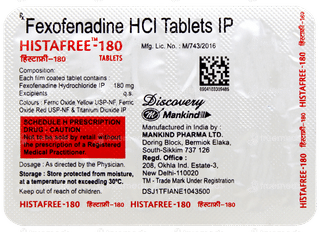 Rx Fexofenadine HCl Tablets IP
HISTAFREE™-180
हिस्टाफ्री-180 TABLETS
Mfg. Lic. No. : M/743/2016
Composition:
Each film coated tablet contains :
Fexofenadine Hydrochloride IP 180 mg
Excipients q.s.
Colours : Ferric Oxide Yellow USP-NF, Ferric
Oxide Red USP-NF & Titanium Dioxide IP
SCHEDULE H PRESCRIPTION
DRUG - CAUTION
Not to be sold by retail without
the prescription of a Registered
Medical Practitioner.
Dosage : As directed by the Physician.
Storage : Store protected from moisture,
at a temperature not exceeding 30°C.
Keep out of reach of children.
Discovery
Mankind
Manufactured in India by :
MANKIND PHARMA LTD.
Doring Block, Bermiok Elaka,
South-Sikkim 737 126
Regd. Office :
208, Okhla Ind. Estate-3,
New Delhi-110020
TM - Trade Mark Under Registration
DSJ1TFIANE1043500
HISTAFREE-180 हिस्टाफ्री-180 HISTAFREE-180 हिस्टाफ्री-180 HISTAFREE-180